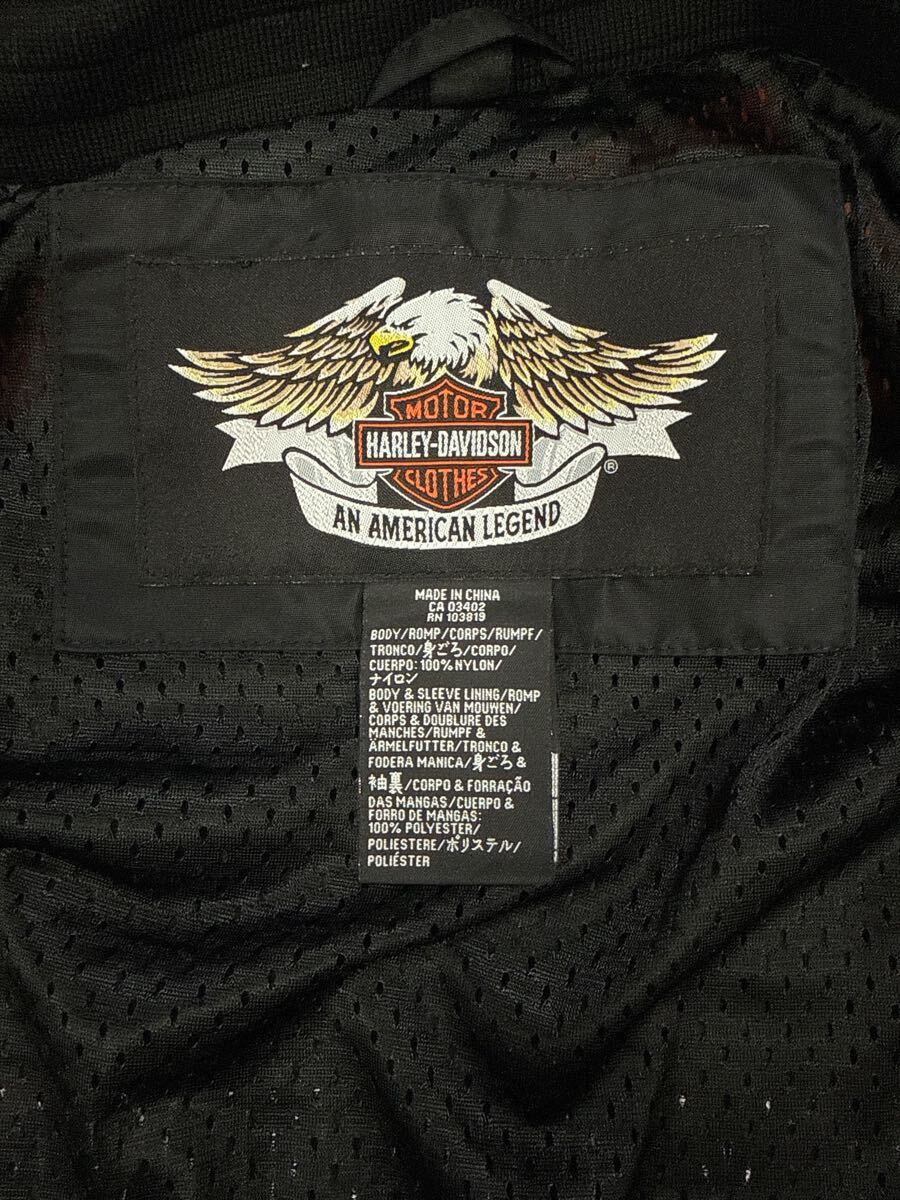 MOTOR
HARLEY-DAVIDSON
CLOTHES
®
AN AMERICAN LEGEND
MADE IN CHINA
CA 03402
RN 103819
BODY/ROMP/CORPS/RUMPF/
TRONCO/身ごろ/CORPO/
CUERPO: 100% NYLON/
ナイロン
BODY & SLEEVE LINING/ROMP
& VOERING VAN MOUWEN/
CORPS & DOUBLURE DES
MANCHES/RUMPF &
ÄRMELFUTTER/TRONCO &
FODERA MANICA/身ごろ &
袖裏/CORPO & FORRAÇÃO
DAS MANGAS/CUERPO &
FORRO DE MANGAS:
100% POLYESTER/
POLIESTERE/ポリステル/
POLIÉSTER